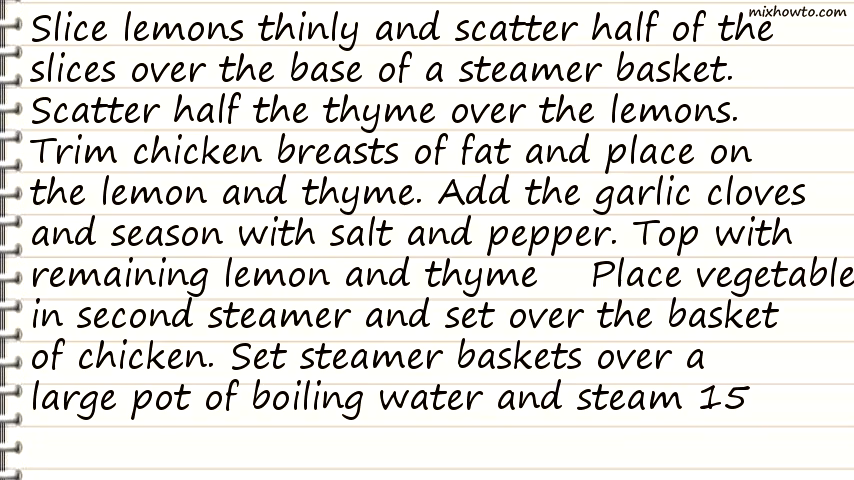 mixhowto.com
Slice lemons thinly and scatter half of the
slices over the base of a steamer basket.
Scatter half the thyme over the lemons.
Trim chicken breasts of fat and place on
the lemon and thyme. Add the garlic cloves
and season with salt and pepper. Top with
remaining lemon and thyme Place vegetable
in second steamer and set over the basket
of chicken. Set steamer baskets over a
large pot of boiling water and steam 15